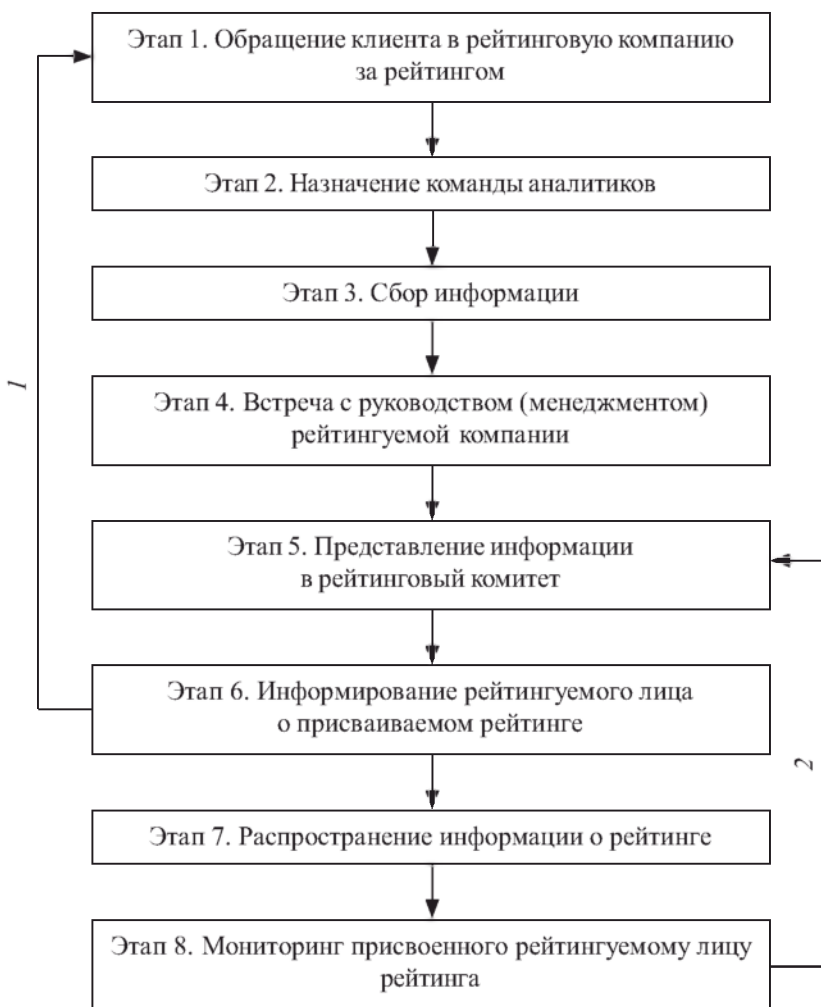 Этап 1. Обращение клиента в рейтинговую компанию
за рейтингом
Этап 2. Назначение команды аналитиков
Этап 3. Сбор информации
Этап 4. Встреча с руководством (менеджментом)
рейтингуемой компании
1
Этап 5. Представление информации
в рейтинговый комитет
Этап 6. Информирование рейтингуемого лица
о присваиваемом рейтинге
2
Этап 7. Распространение информации о рейтинге
Этап 8. Мониторинг присвоенного рейтингуемому лицу
рейтинга